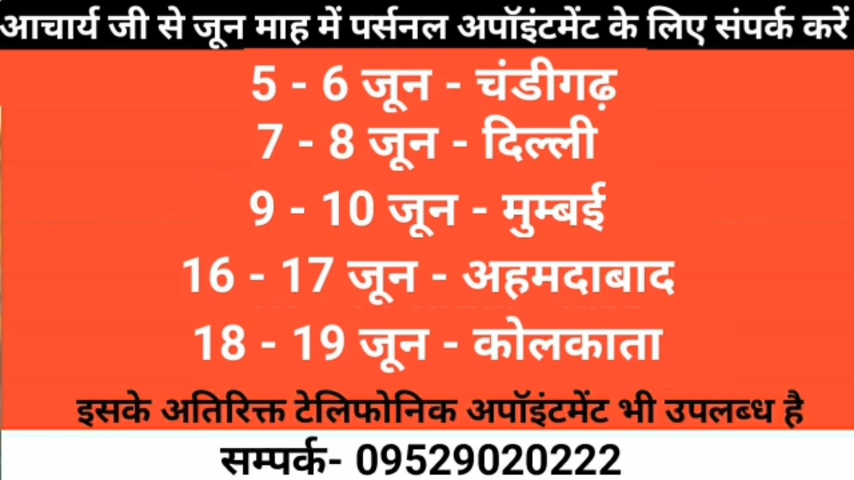 आचार्य जी से जून माह में पर्सनल अपॉइंटमेंट के लिए संपर्क करें
5 - 6 जून - चंडीगढ़
7 - 8 जून - दिल्ली
9 - 10 जून - मुम्बई
16 - 17 जून - अहमदाबाद
18 - 19 जून - कोलकाता
इसके अतिरिक्त टेलिफोनिक अपॉइंटमेंट भी उपलब्ध है
सम्पर्क- 09529020222